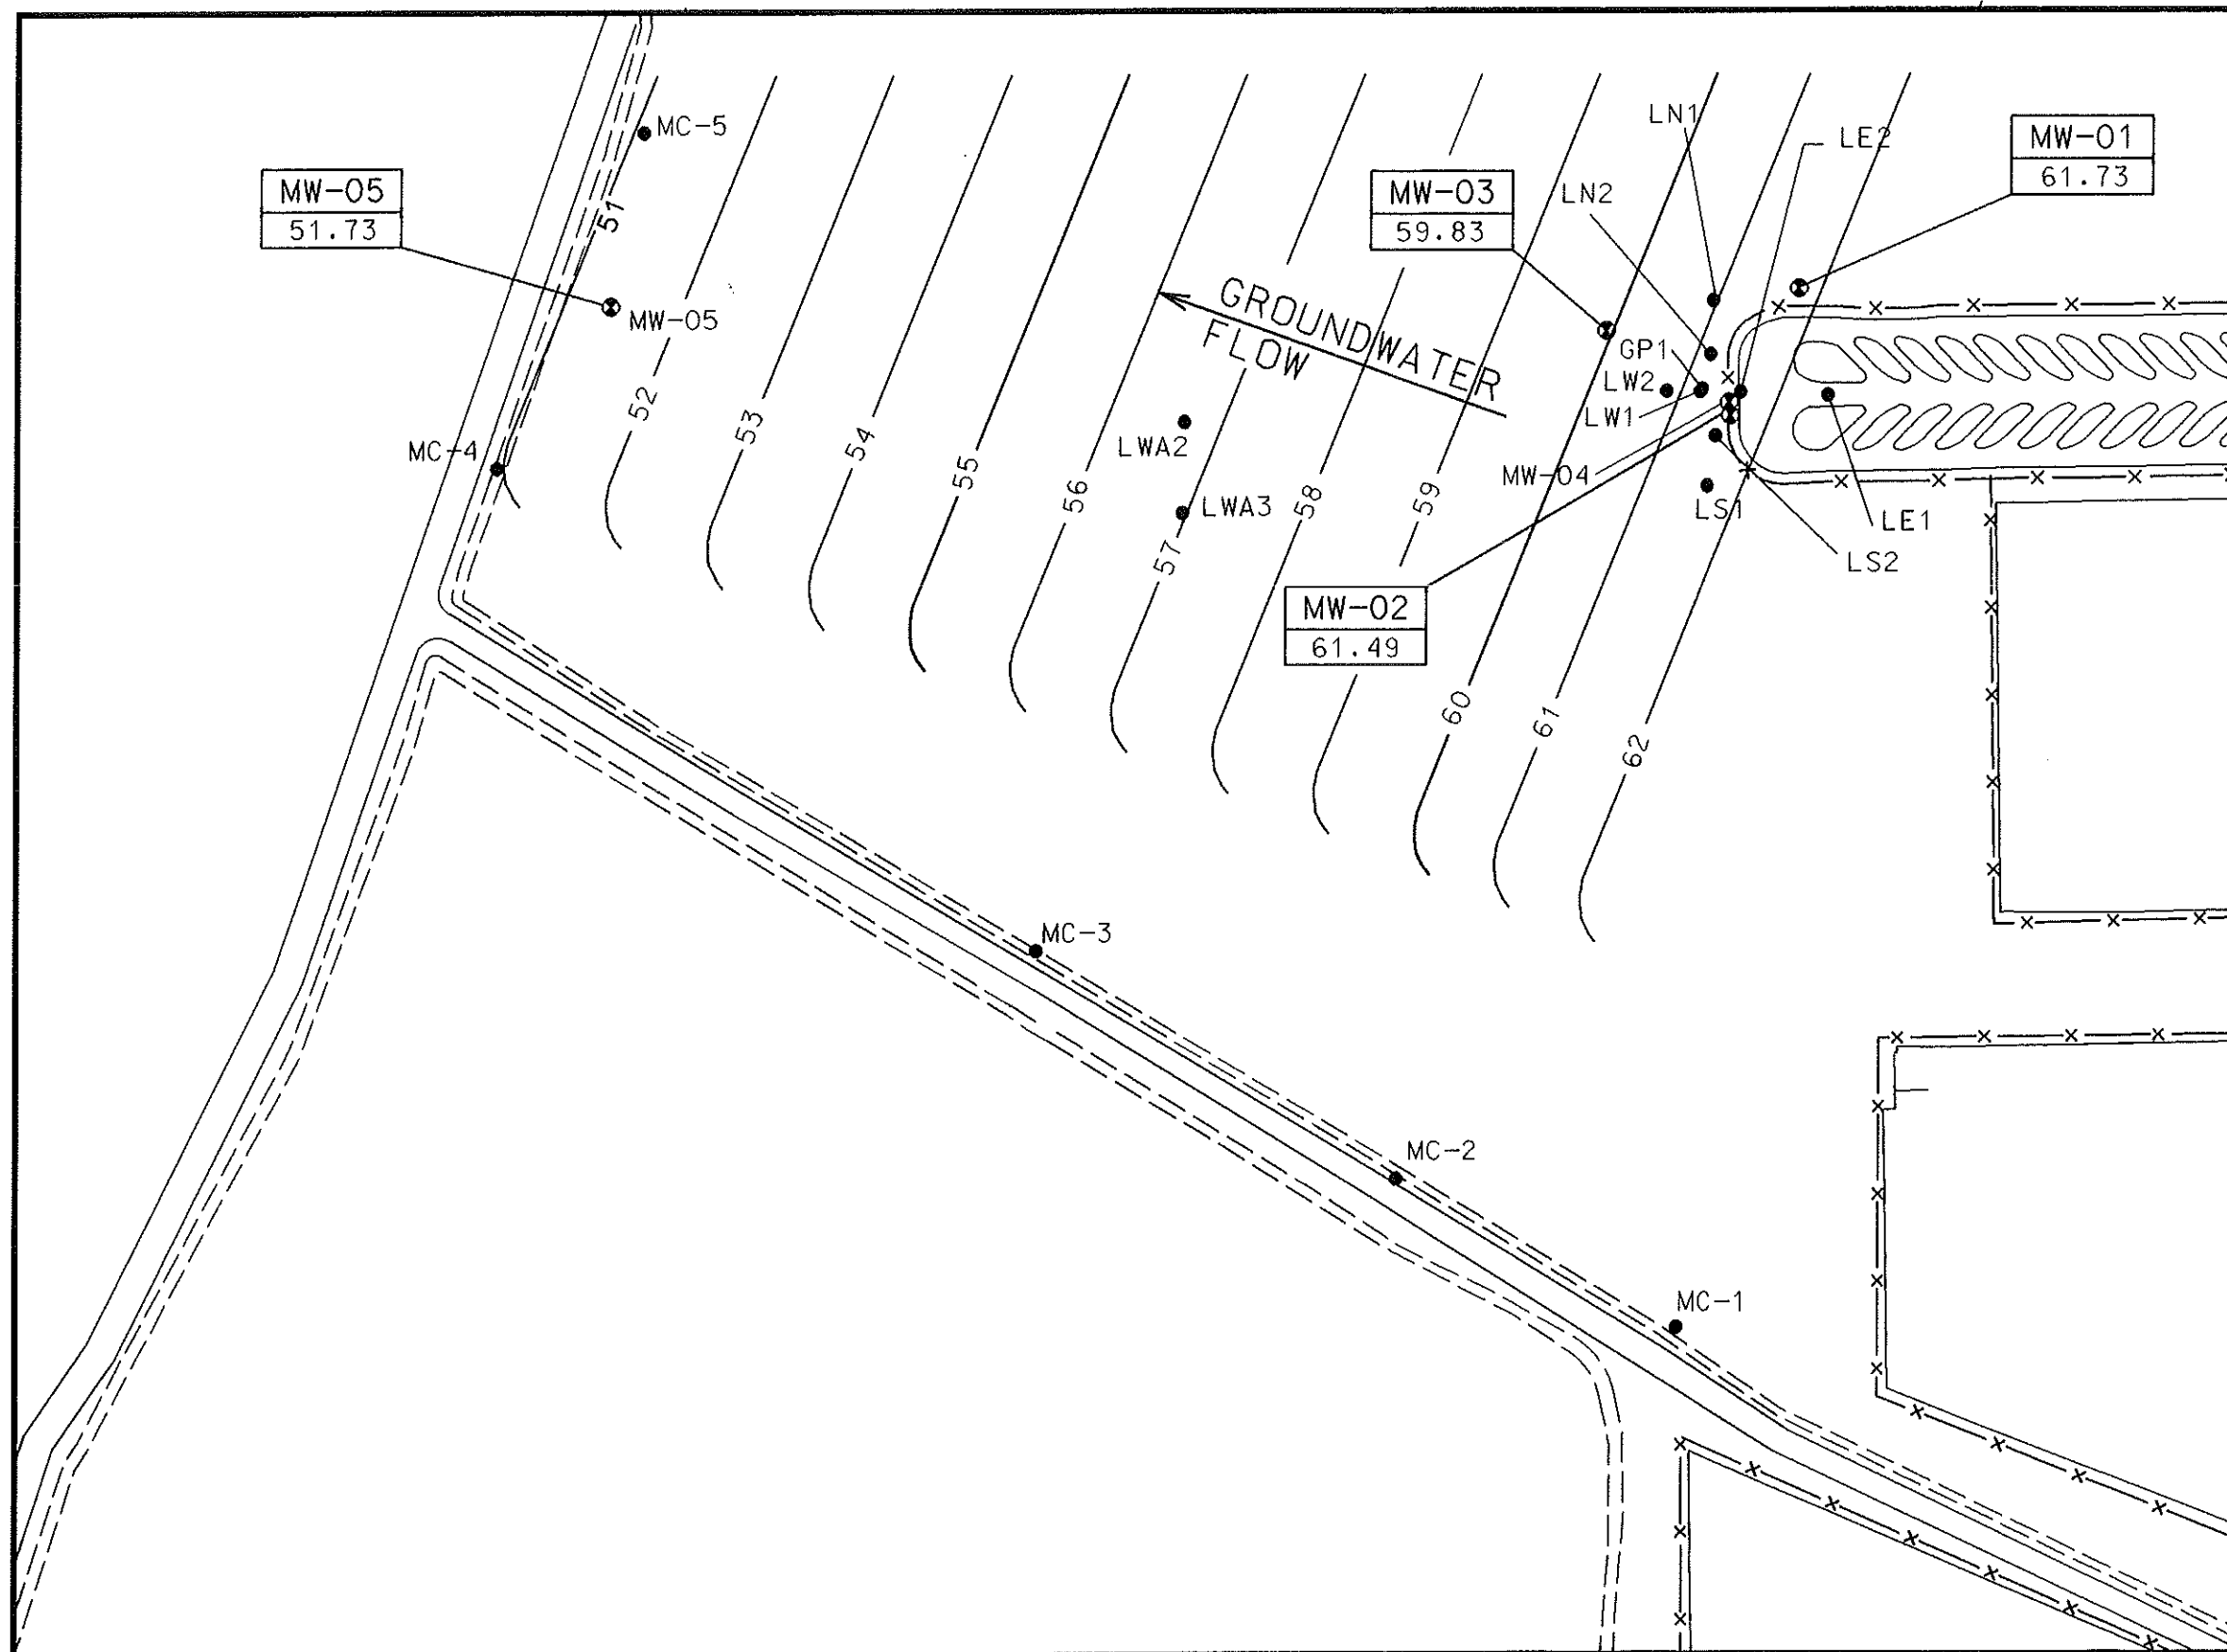 MC-5
LN1
LE2
MW-01
61.73
MW-05
51.73
MW-03
59.83
LN2
51
GROUNDWATER
FLOW
MW-05
GP1
LW2
LW1
52
53
54
55
56
57
58
59
60
61
62
MC-4
LWA2
LWA3
MW-04
LS1
LE1
LS2
MW-02
61.49
MC-3
MC-2
MC-1